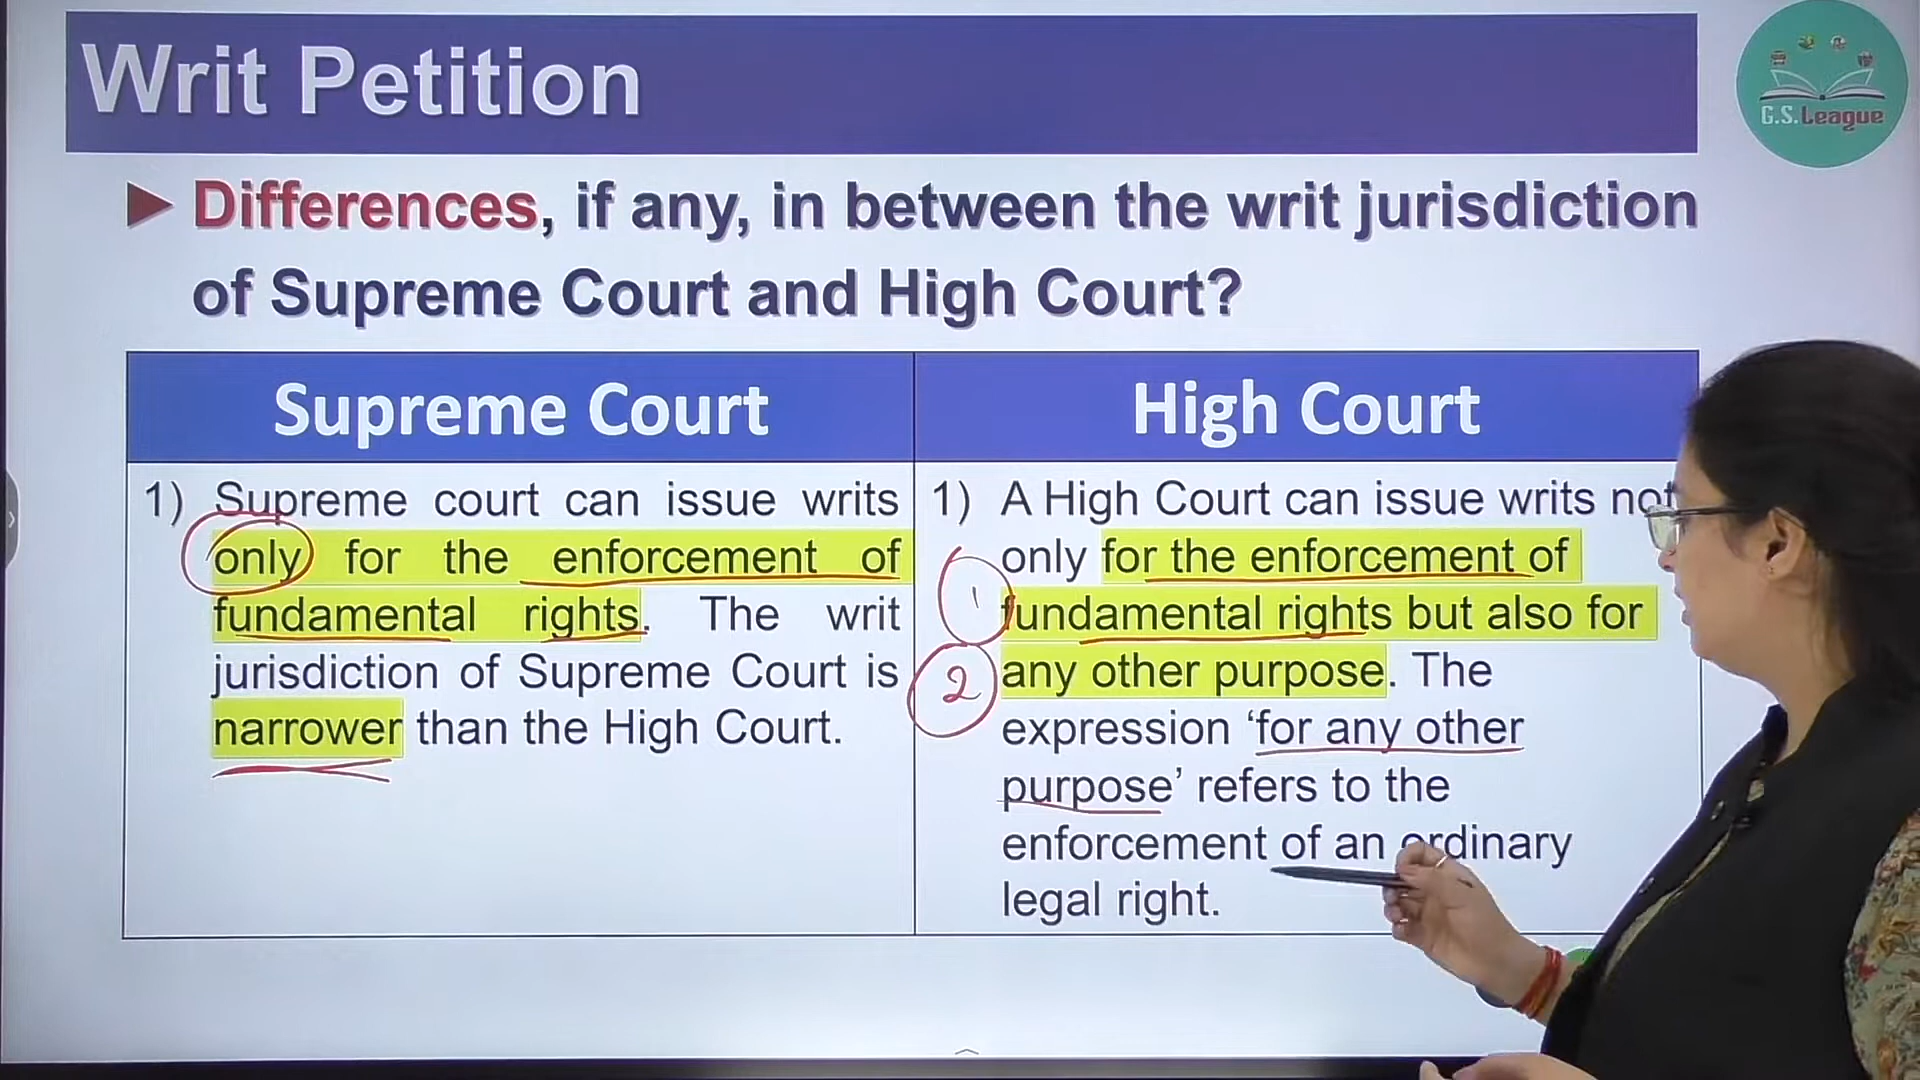 Writ Petition
G.S.League
Differences, if any, in between the writ jurisdiction
of Supreme Court and High Court?
Supreme Court
1) Supreme court can issue writs
only for the enforcement of
fundamental rights. The writ
jurisdiction of Supreme Court is
narrower than the High Court.
High Court
1) A High Court can issue writs not
only for the enforcement of
1 fundamental rights but also for
2 any other purpose. The
expression ‘for any other
purpose’ refers to the
enforcement of an ordinary
legal right.